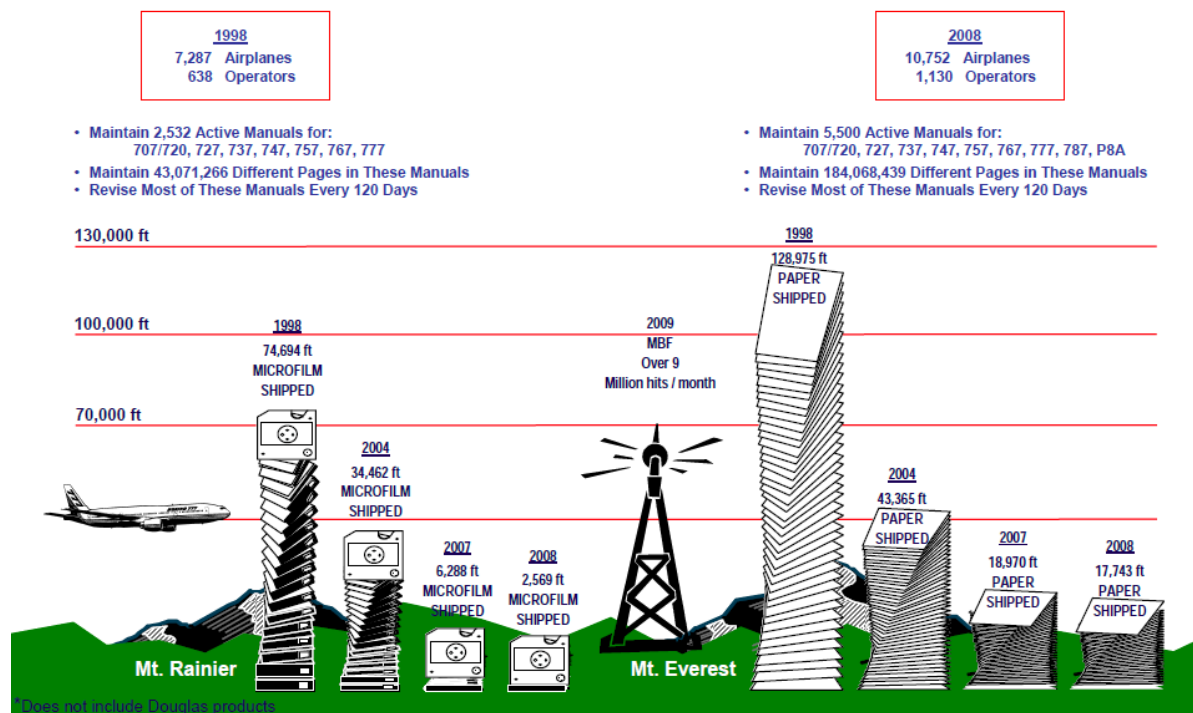 1998
7,287 Airplanes
638 Operators
2008
10,752 Airplanes
1,130 Operators
• Maintain 2,532 Active Manuals for:
707/720, 727, 737, 747, 757, 767, 777
• Maintain 43,071,266 Different Pages in These Manuals
• Revise Most of These Manuals Every 120 Days
• Maintain 5,500 Active Manuals for:
707/720, 727, 737, 747, 757, 767, 777, 787, P8A
• Maintain 184,068,439 Different Pages in These Manuals
• Revise Most of These Manuals Every 120 Days
130,000 ft
100,000 ft
70,000 ft
1998
74,694 ft
MICROFILM
SHIPPED
2004
34,462 ft
MICROFILM
SHIPPED
2007
6,288 ft
MICROFILM
SHIPPED
2008
2,569 ft
MICROFILM
SHIPPED
2009
MBF
Over 9
Million hits / month
1998
128,975 ft
PAPER
SHIPPED
2004
43,365 ft
PAPER
SHIPPED
2007
18,970 ft
PAPER
SHIPPED
2008
17,743 ft
PAPER
SHIPPED
Mt. Rainier
Mt. Everest
*Does not include Douglas products